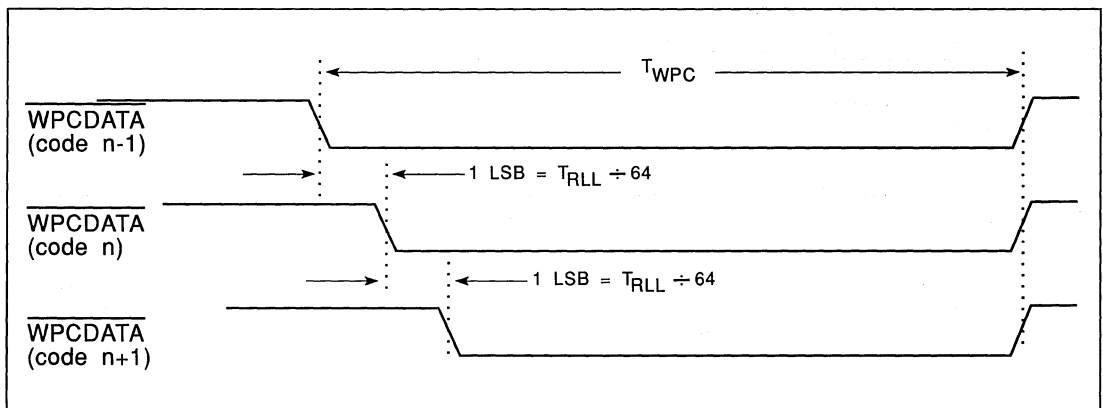 T_WPC
WPCDATA
(code n-1)
1 LSB = T_RLL ÷ 64
WPCDATA
(code n)
1 LSB = T_RLL ÷ 64
WPCDATA
(code n+1)